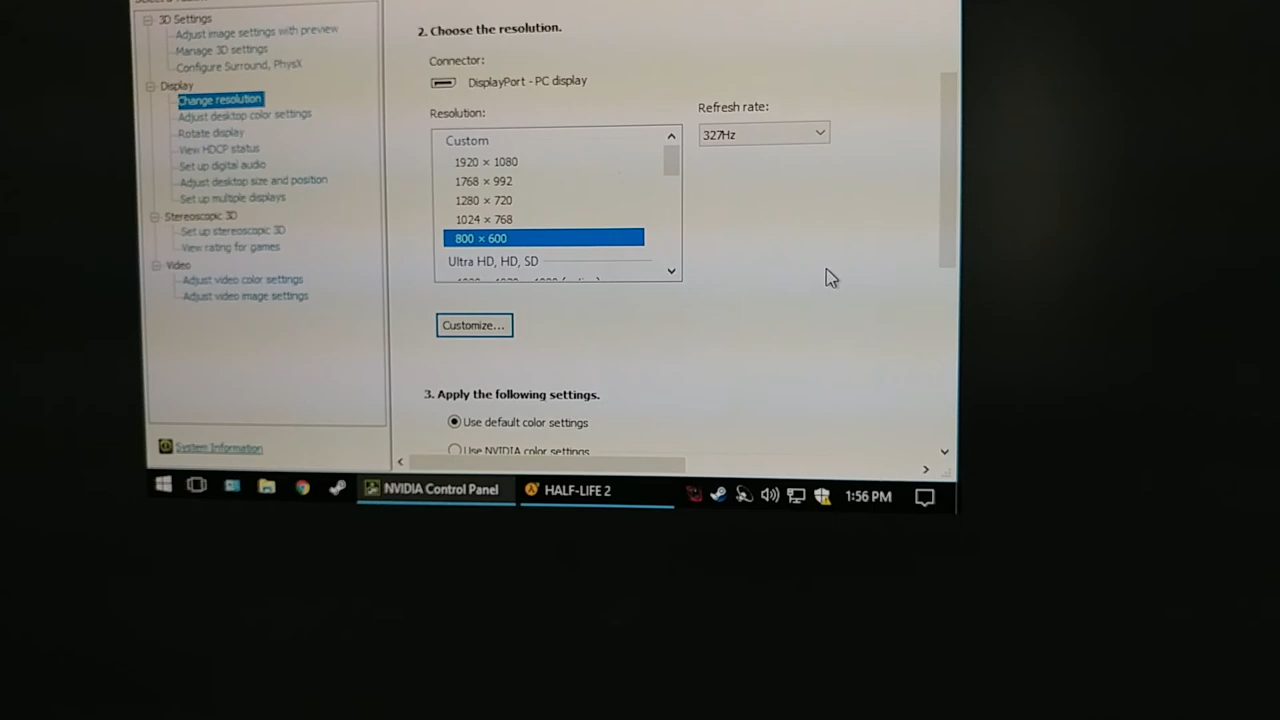 3D Settings
Adjust image settings with preview
Manage 3D settings
Configure Surround, PhysX
Display
Change resolution
Adjust desktop color settings
Rotate display
View HDCP status
Set up digital audio
Adjust desktop size and position
Set up multiple displays
Stereoscopic 3D
Set up stereoscopic 3D
View rating for games
Video
Adjust video color settings
Adjust video image settings
System Information
2. Choose the resolution.
Connector:
DisplayPort - PC display
Resolution:
Refresh rate:
327Hz
Custom
1920 × 1080
1768 × 992
1280 × 720
1024 × 768
800 × 600
Ultra HD, HD, SD
Customize...
3. Apply the following settings.
Use default color settings
Use NVIDIA color settings
NVIDIA Control Panel
HALF-LIFE 2
1:56 PM